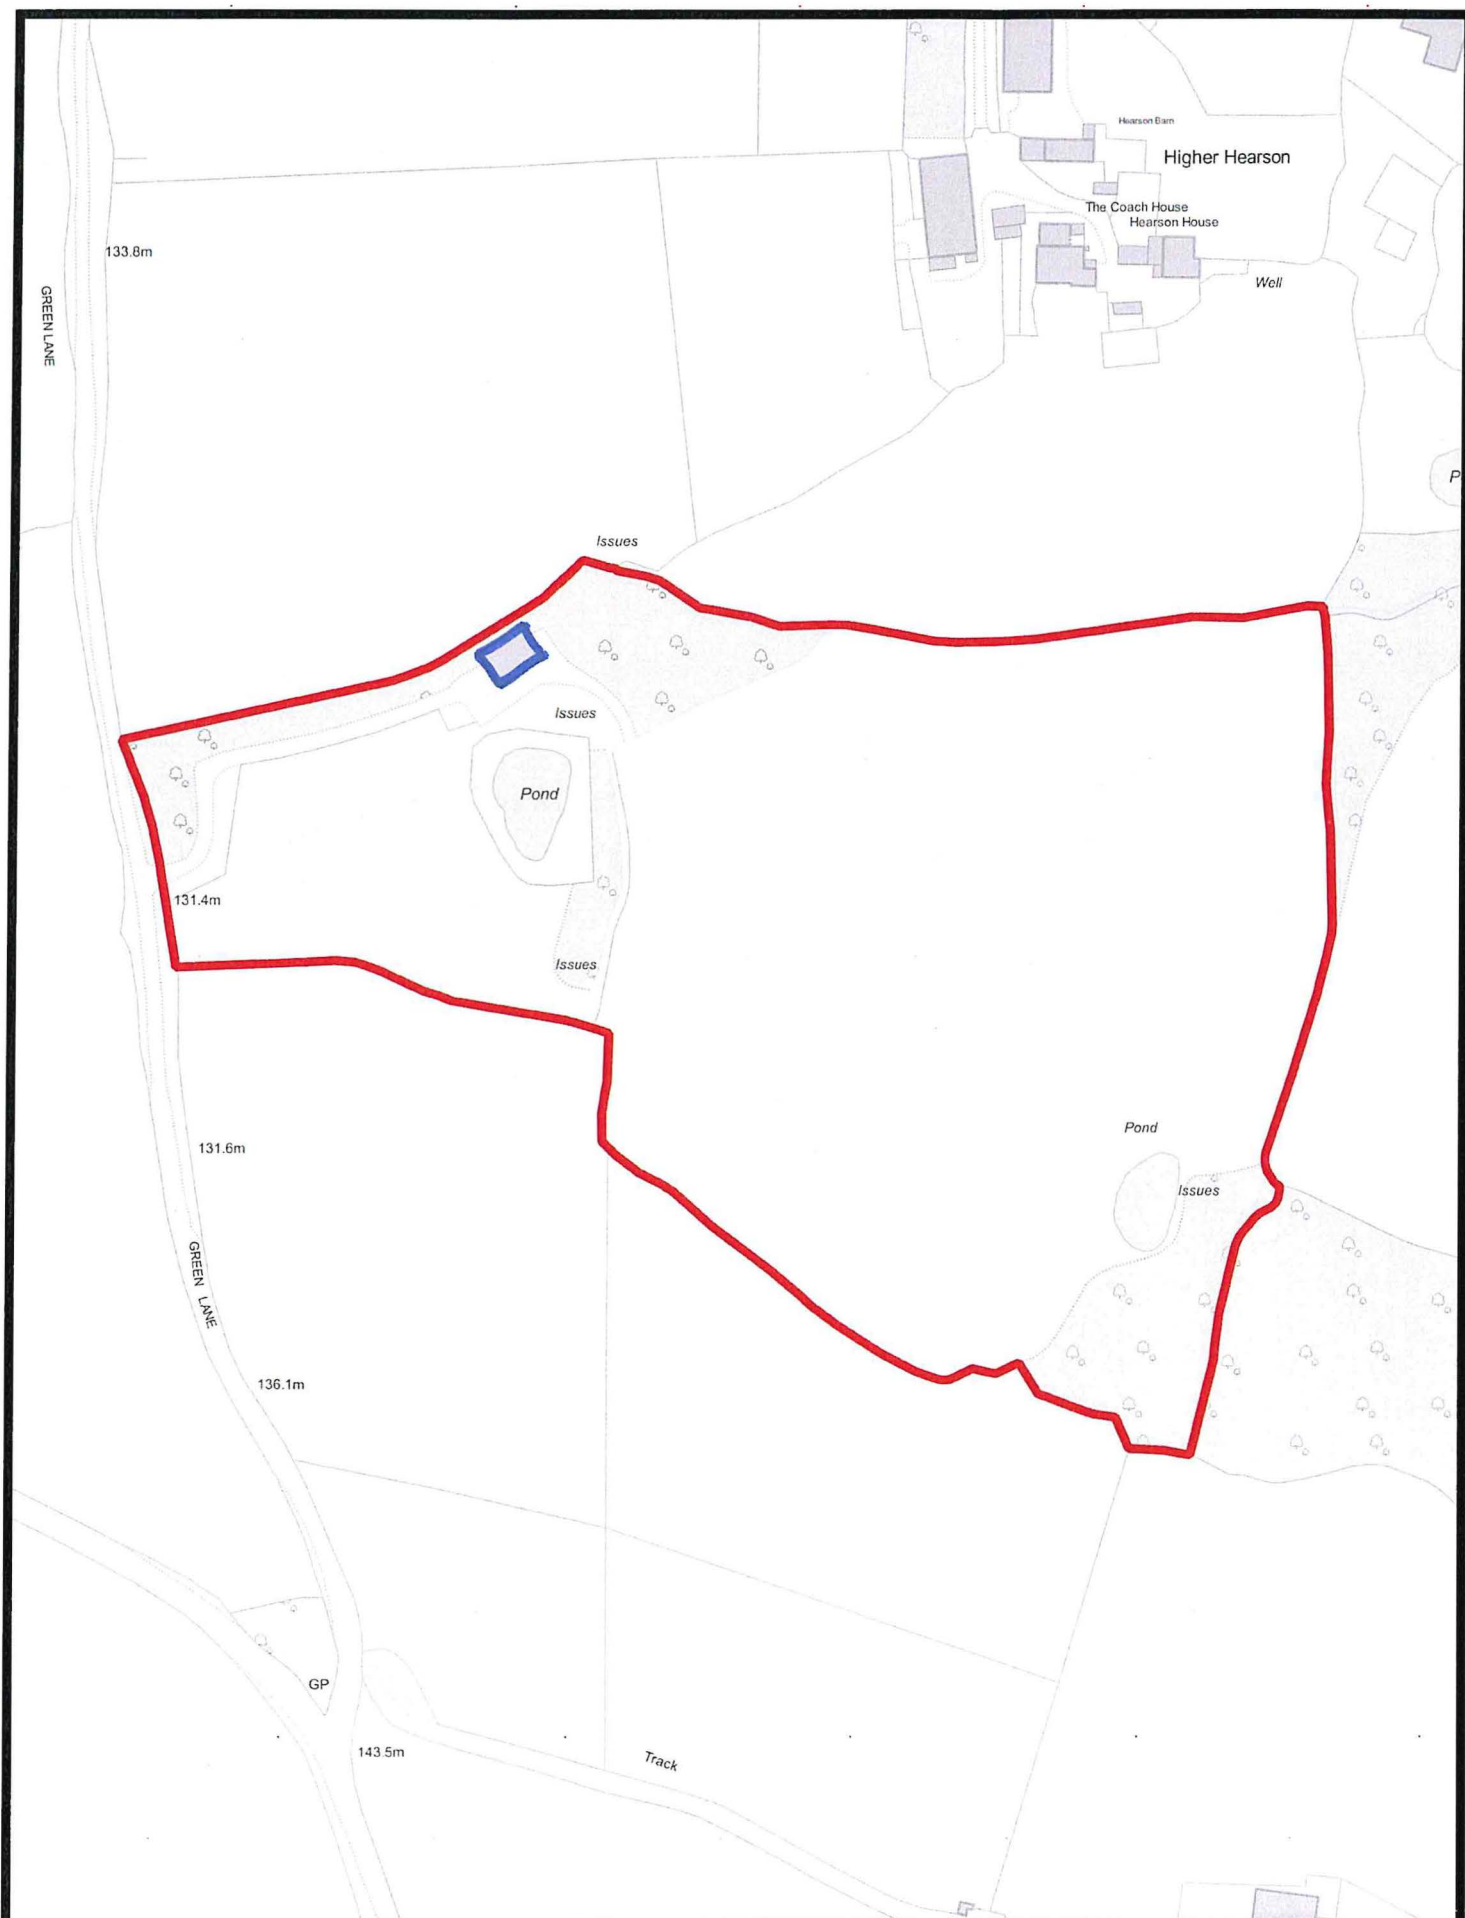 Hearson Barn
Higher Hearson
The Coach House
Hearson House
133.8m
Well
GREEN LANE
P
Issues
Issues
Pond
131.4m
Issues
Pond
131.6m
Issues
GREEN LANE
136.1m
GP
143.5m
Track